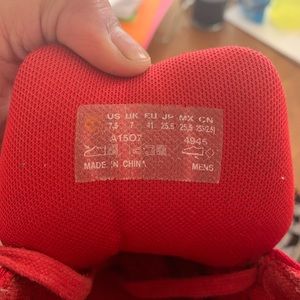 US UK EU JP MX CN
7.5 7 41 25.5 25.5 255(2.5)
A15O7 4945
MADE IN CHINA MENS